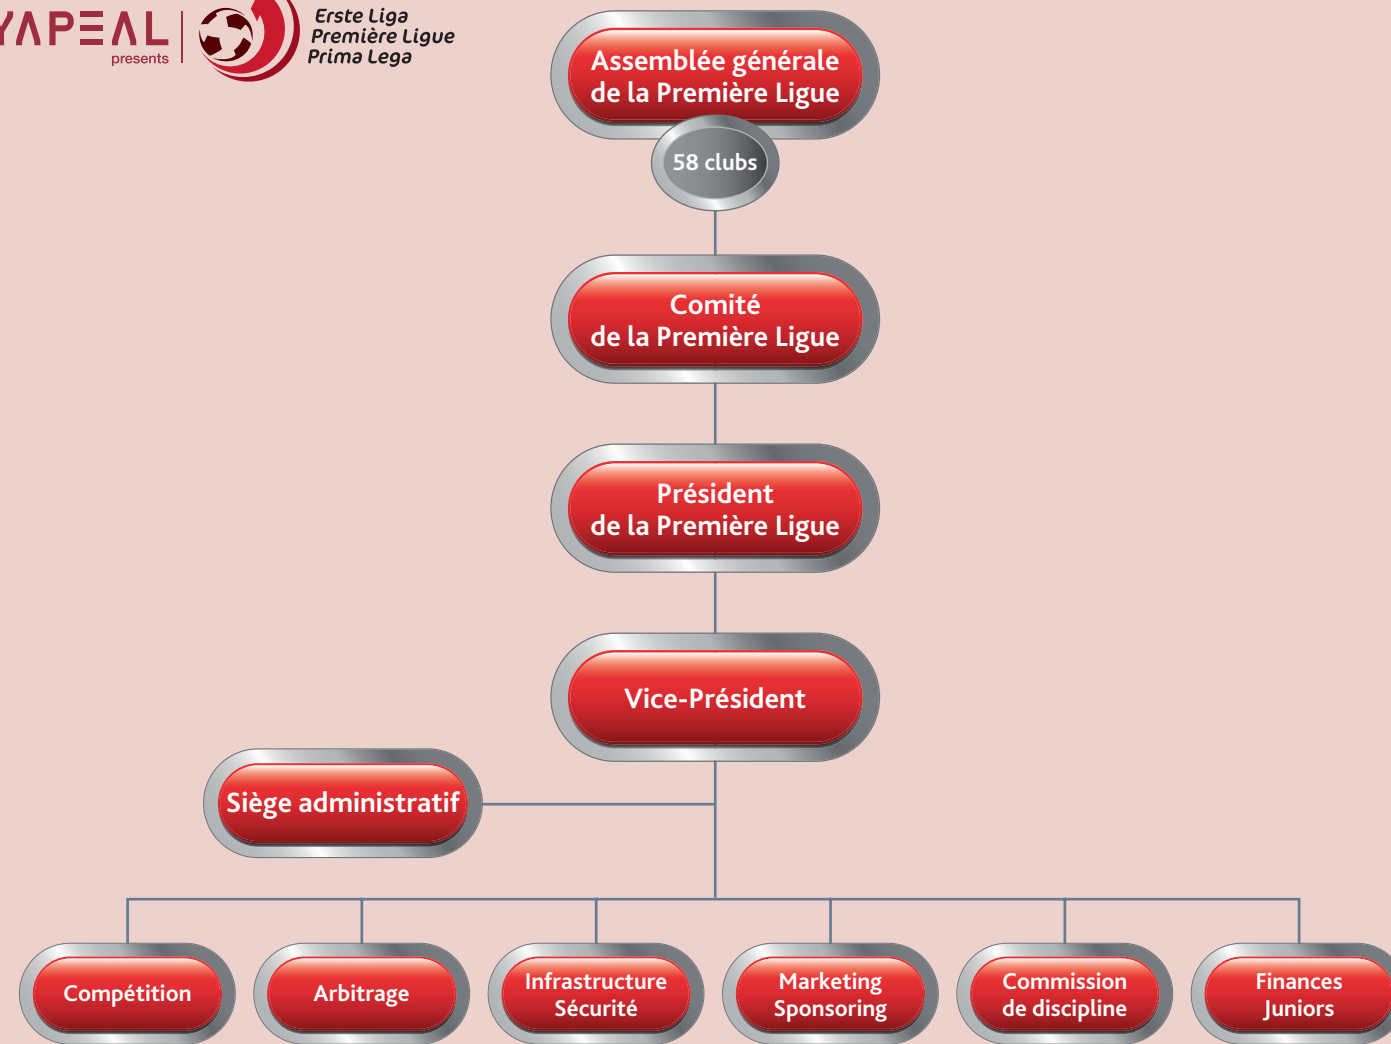 YAPEAL
presents
Erste Liga
Première Ligue
Prima Lega
Assemblée générale
de la Première Ligue
58 clubs
Comité
de la Première Ligue
Président
de la Première Ligue
Vice-Président
Siège administratif
Compétition
Arbitrage
Infrastructure
Sécurité
Marketing
Sponsoring
Commission
de discipline
Finances
Juniors